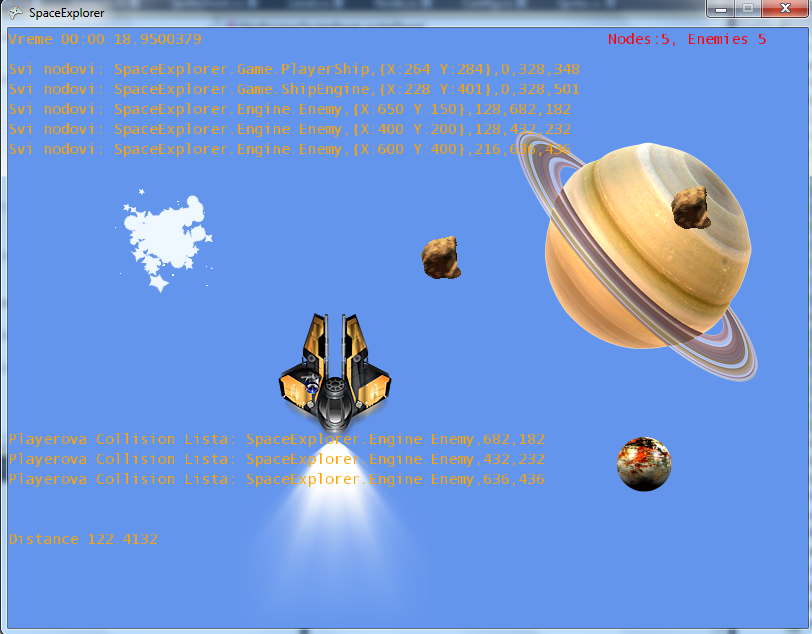 SpaceExplorer
Vreme 00:00:18.9500379
Nodes:5, Enemies 5
Svi nodovi: SpaceExplorer.Game.PlayerShip,{X:264 Y:284},0,328,348
Svi nodovi: SpaceExplorer.Game.ShipEngine,{X:228 Y:401},0,328,501
Svi nodovi: SpaceExplorer.Engine.Enemy,{X:650 Y:150},128,682,182
Svi nodovi: SpaceExplorer.Engine.Enemy,{X:400 Y:200},128,432,232
Svi nodovi: SpaceExplorer.Engine.Enemy,{X:600 Y:400},216,636,436
Playerova Collision Lista: SpaceExplorer.Engine.Enemy,682,182
Playerova Collision Lista: SpaceExplorer.Engine.Enemy,432,232
Playerova Collision Lista: SpaceExplorer.Engine.Enemy,636,436
Distance 122.4132